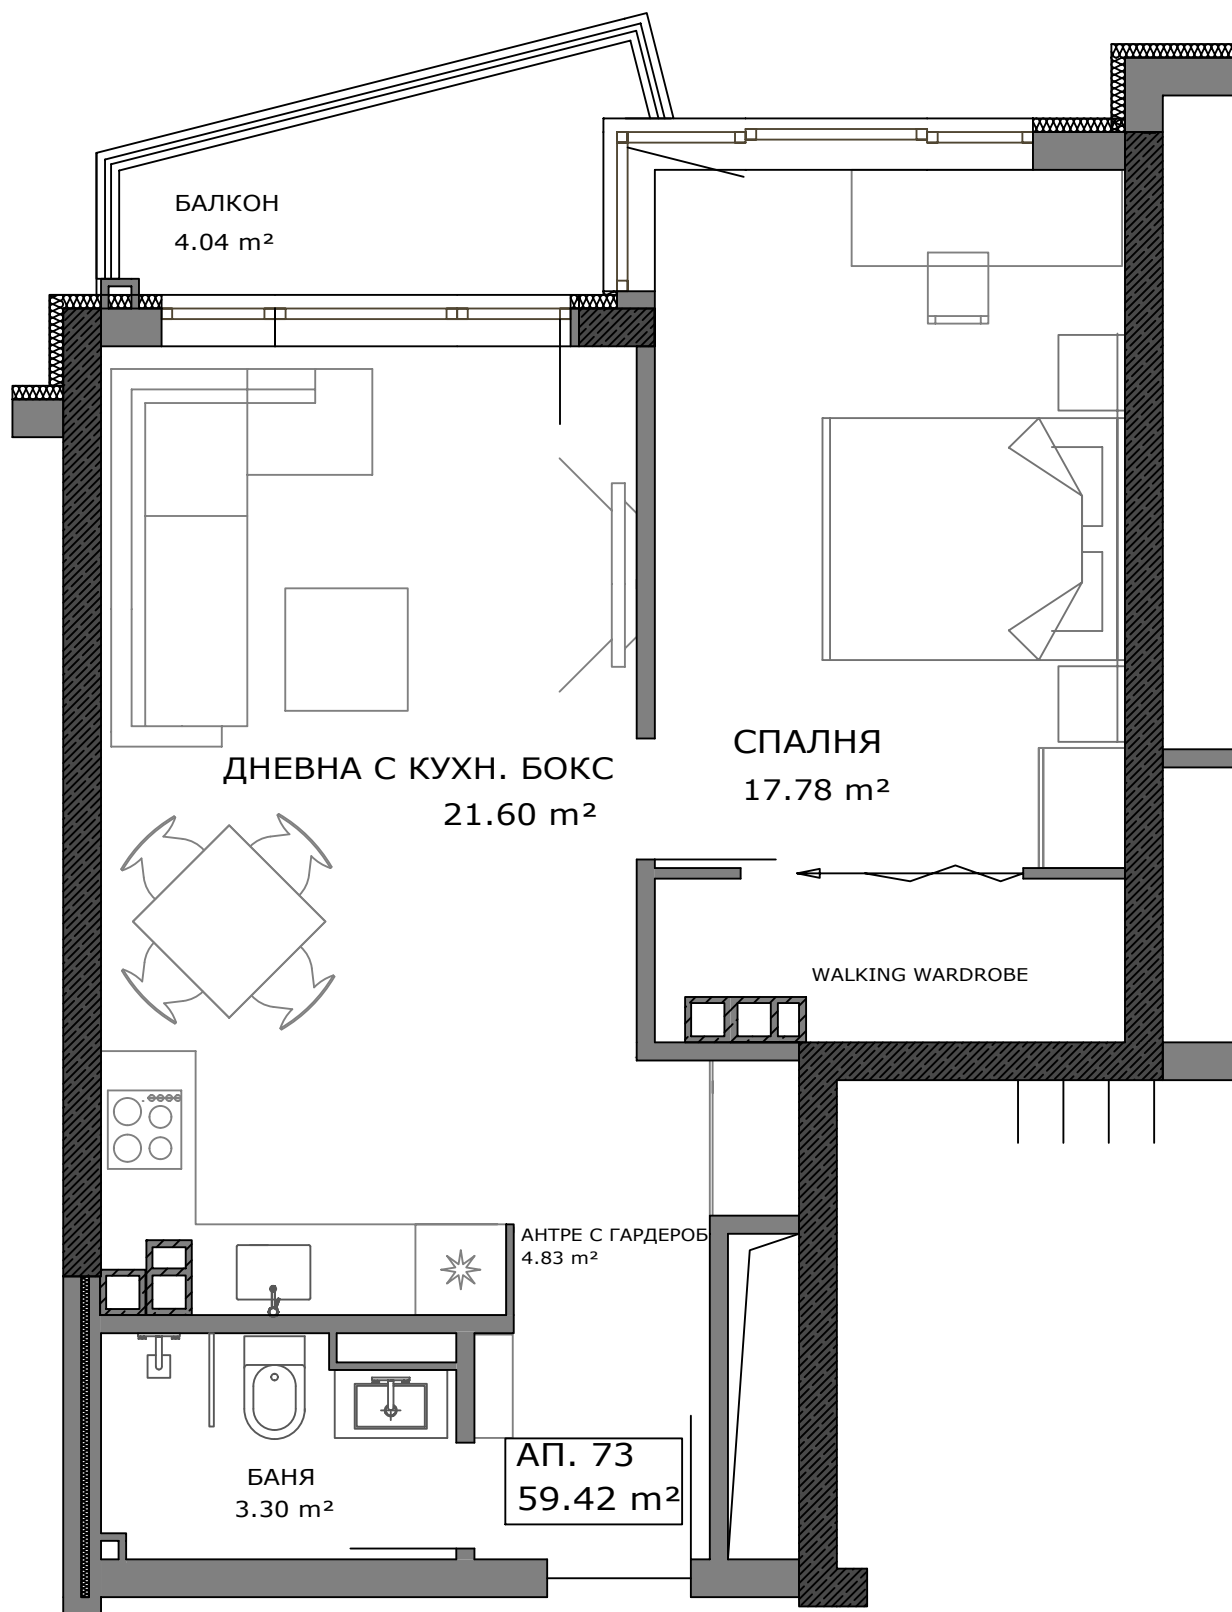 БАЛКОН
4.04 m²
СПАЛНЯ
17.78 m²
ДНЕВНА С КУХН. БОКС
21.60 m²
WALKING WARDROBE
АНТРЕ С ГАРДЕРОБ
4.83 m²
АП. 73
59.42 m²
БАНЯ
3.30 m²